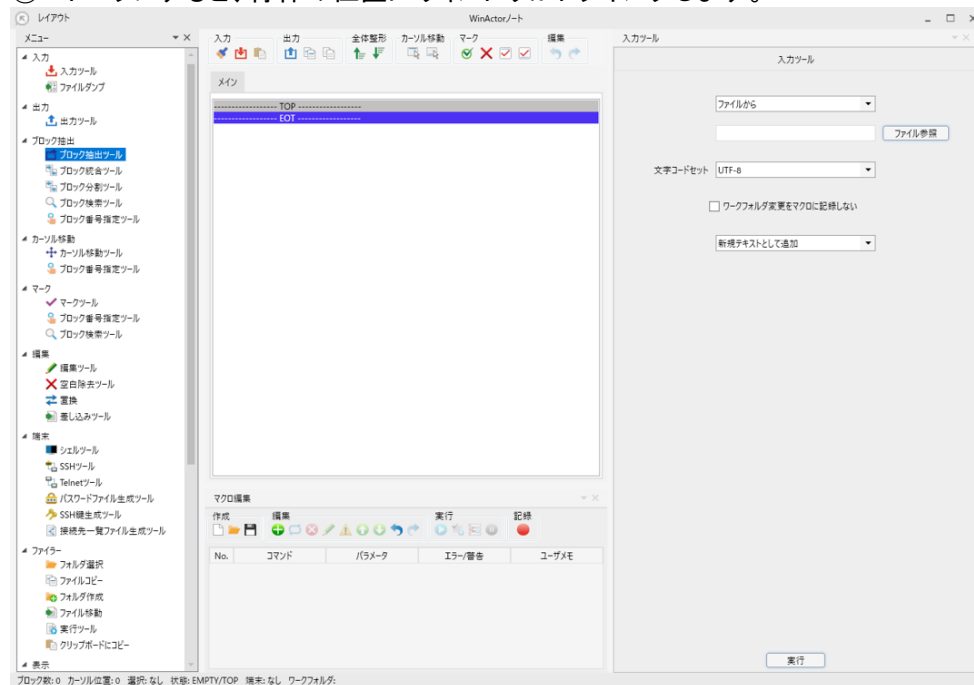 レイアウト
WinActorノート
メニュー
入力
入力ツール
ファイルダンプ
出力
出力ツール
ブロック抽出
ブロック抽出ツール
ブロック統合ツール
ブロック分割ツール
ブロック検索ツール
ブロック番号指定ツール
カーソル移動
カーソル移動ツール
ブロック番号指定ツール
マーク
マークツール
ブロック番号指定ツール
ブロック検索ツール
編集
編集ツール
空白除去ツール
置換
差し込みツール
端末
シェルツール
SSHツール
Telnetツール
パスワードファイル生成ツール
SSH鍵生成ツール
接続先一覧ファイル生成ツール
ファイラー
フォルダ選択
ファイルコピー
フォルダ作成
ファイル移動
実行ツール
クリップボードにコピー
表示
入力 出力 全体整形 カーソル移動 マーク 編集
メイン
------------------ TOP ------------------
------------------ EOT ------------------
マクロ編集
作成 編集 実行 記録
No. コマンド パラメータ エラー/警告 ユーザメモ
入力ツール
入力ツール
ファイルから
ファイル参照
文字コードセット UTF-8
ワークフォルダ変更をマクロに記録しない
新規テキストとして追加
実行
ブロック数: 0 カーソル位置: 0 選択: なし 状態: EMPTY/TOP 端末: なし ワークフォルダ: